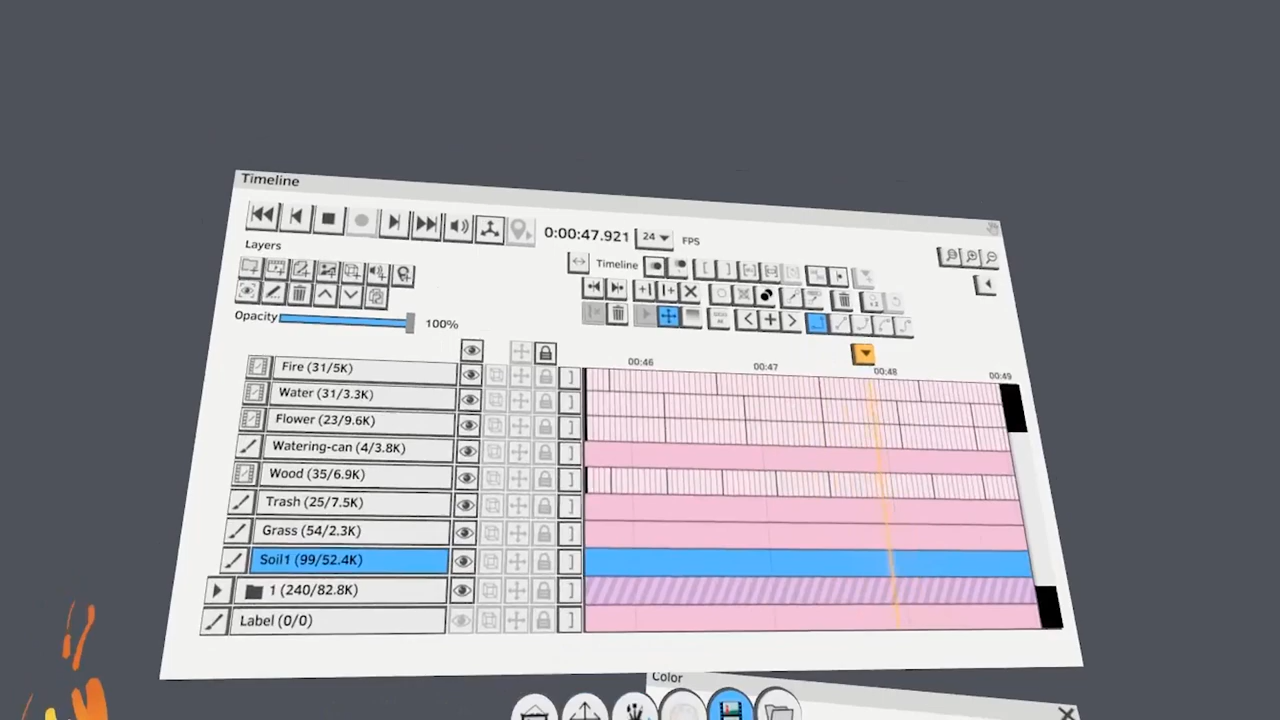 Timeline
0:00:47.921 24 FPS
Layers
Timeline
Opacity 100%
00:46 00:47 00:48 00:49
Fire (31/5K)
Water (31/3.3K)
Flower (23/9.6K)
Watering-can (4/3.8K)
Wood (35/6.9K)
Trash (25/7.5K)
Grass (54/2.3K)
Soil1 (99/52.4K)
1 (240/82.8K)
Label (0/0)
Color